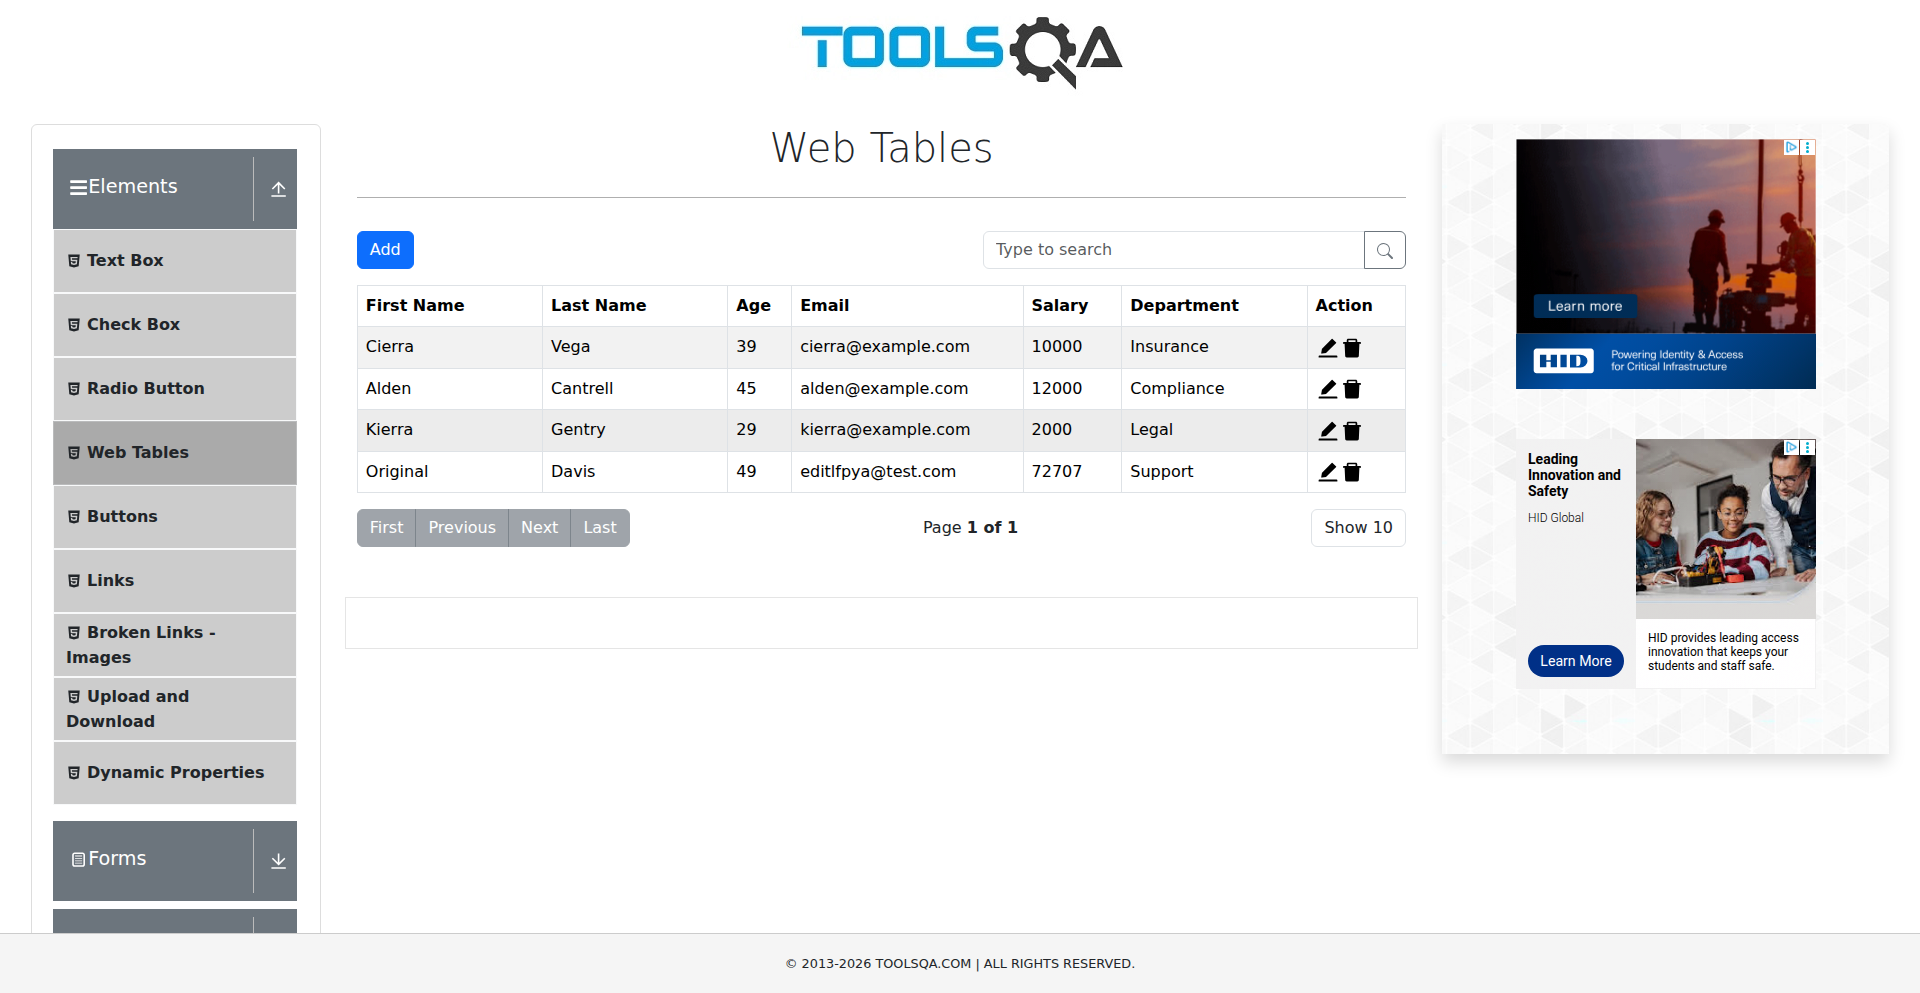 TOOLSQA
Elements
Text Box
Check Box
Radio Button
Web Tables
Buttons
Links
Broken Links -
Images
Upload and
Download
Dynamic Properties
Forms
Web Tables
Add
Type to search
First Name Last Name Age Email Salary Department Action
Cierra Vega 39 cierra@example.com 10000 Insurance
Alden Cantrell 45 alden@example.com 12000 Compliance
Kierra Gentry 29 kierra@example.com 2000 Legal
Original Davis 49 editlfpya@test.com 72707 Support
First Previous Next Last
Page 1 of 1
Show 10
Learn more
HID
Powering Identity & Access
for Critical Infrastructure
Leading
Innovation and
Safety
HID Global
Learn More
HID provides leading access
innovation that keeps your
students and staff safe.
© 2013-2026 TOOLSQA.COM | ALL RIGHTS RESERVED.